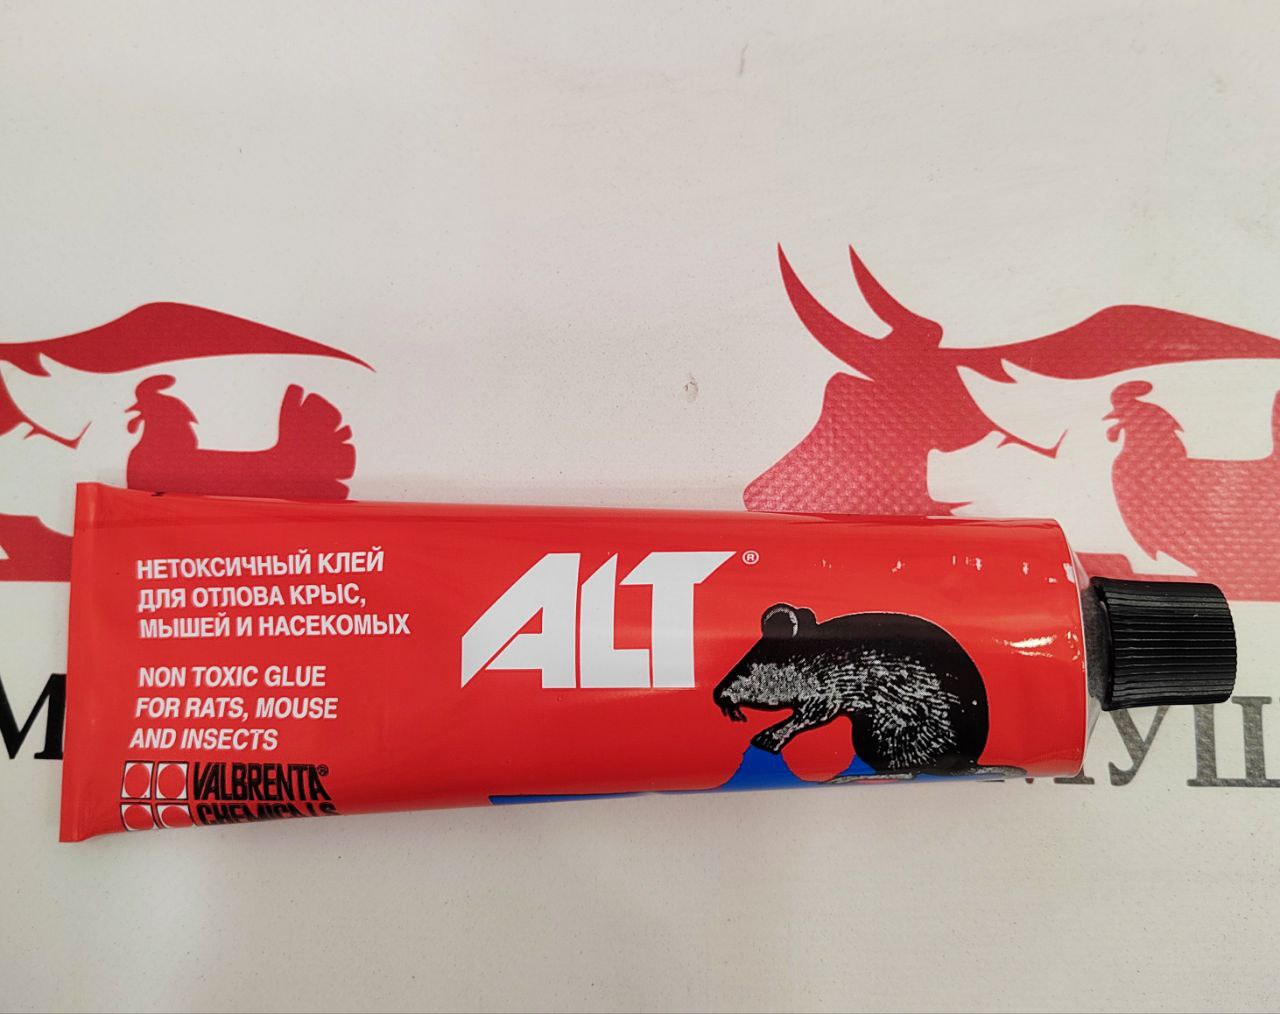 НЕТОКСИЧНЫЙ КЛЕЙ
ДЛЯ ОТЛОВА КРЫС,
МЫШЕЙ И НАСЕКОМЫХ
NON TOXIC GLUE
FOR RATS, MOUSE
AND INSECTS
VALBRENTA®
CHEMICALS
ALT®